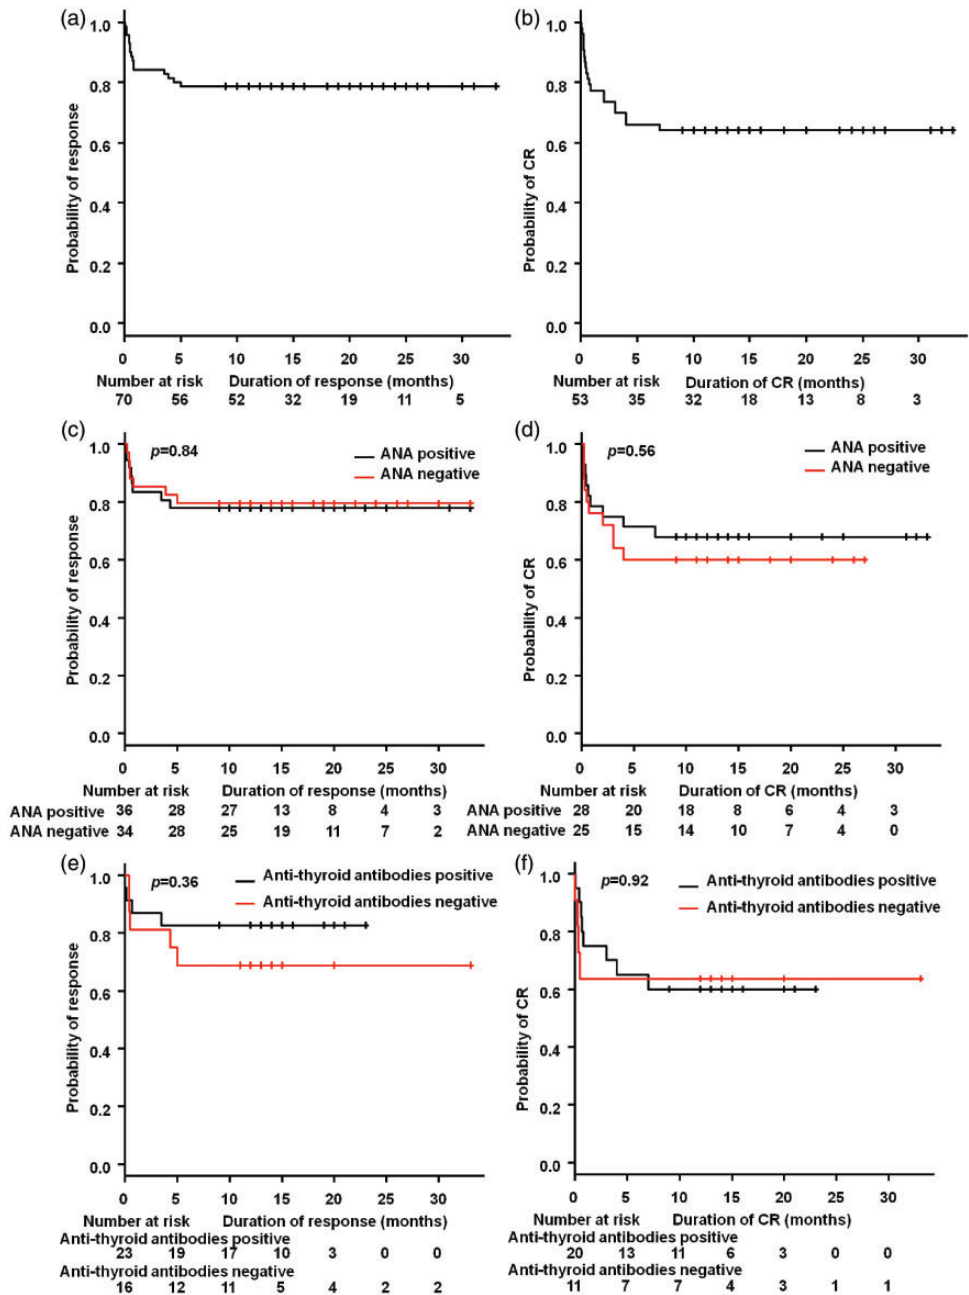 (a)
1.0
0.8
0.6
0.4
0.2
0.0
Probability of response
0 5 10 15 20 25 30
Number at risk Duration of response (months)
70 56 52 32 19 11 5
(b)
1.0
0.8
0.6
0.4
0.2
0.0
Probability of CR
0 5 10 15 20 25 30
Number at risk Duration of CR (months)
53 35 32 18 13 8 3
(c)
p=0.84
ANA positive
ANA negative
1.0
0.8
0.6
0.4
0.2
0.0
Probability of response
0 5 10 15 20 25 30
Number at risk Duration of response (months)
ANA positive 36 28 27 13 8 4 3
ANA negative 34 28 25 19 11 7 2
(d)
p=0.56
ANA positive
ANA negative
1.0
0.8
0.6
0.4
0.2
0.0
Probability of CR
0 5 10 15 20 25 30
Number at risk Duration of CR (months)
ANA positive 28 20 18 8 6 4 3
ANA negative 25 15 14 10 7 4 0
(e)
p=0.36
Anti-thyroid antibodies positive
Anti-thyroid antibodies negative
1.0
0.8
0.6
0.4
0.2
0.0
Probability of response
0 5 10 15 20 25 30
Number at risk Duration of response (months)
Anti-thyroid antibodies positive
23 19 17 10 3 0 0
Anti-thyroid antibodies negative
16 12 11 5 4 2 2
(f)
p=0.92
Anti-thyroid antibodies positive
Anti-thyroid antibodies negative
1.0
0.8
0.6
0.4
0.2
0.0
Probability of CR
0 5 10 15 20 25 30
Number at risk Duration of CR (months)
Anti-thyroid antibodies positive
20 13 11 6 3 0 0
Anti-thyroid antibodies negative
11 7 7 4 3 1 1